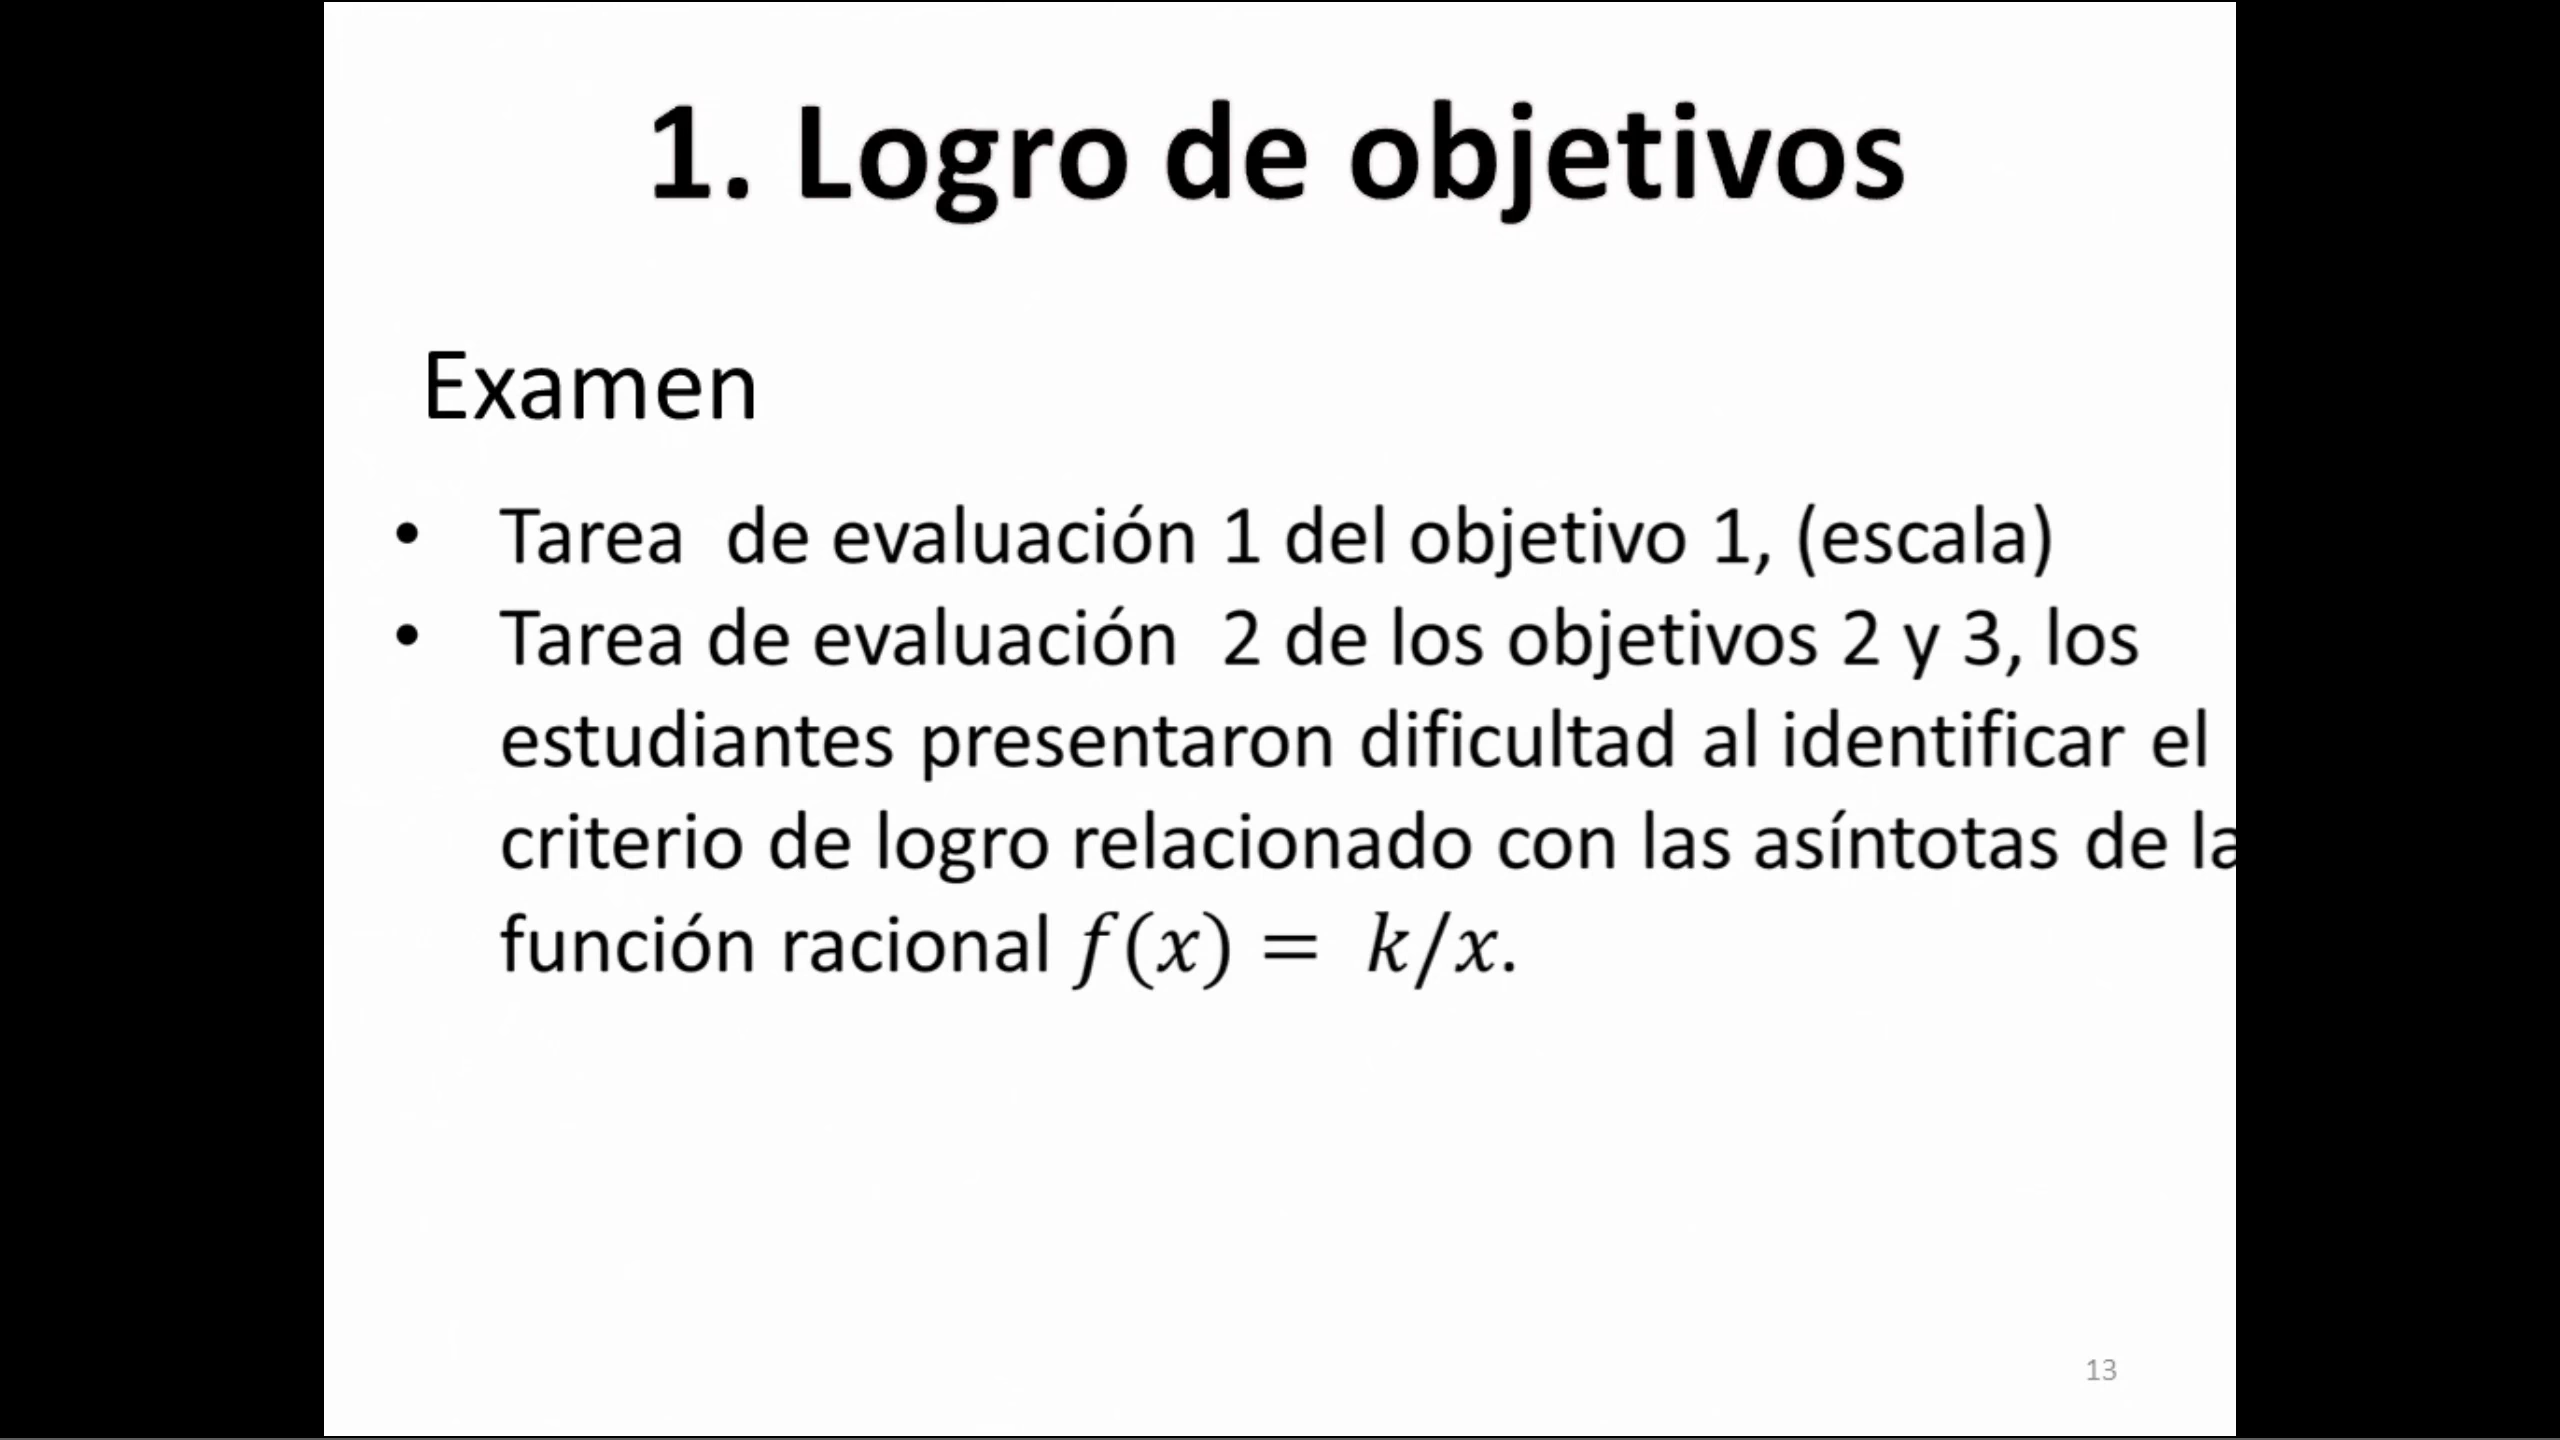 1. Logro de objetivos
Examen
• Tarea  de evaluación 1 del objetivo 1, (escala)
• Tarea de evaluación  2 de los objetivos 2 y 3, los
estudiantes presentaron dificultad al identificar el
criterio de logro relacionado con las asíntotas de la
función racional f(x) =  k/x.
13